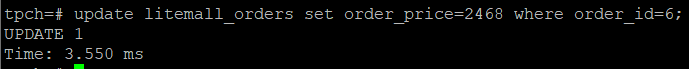 tpch=# update litemall_orders set order_price=2468 where order_id=6;
UPDATE 1
Time: 3.550 ms